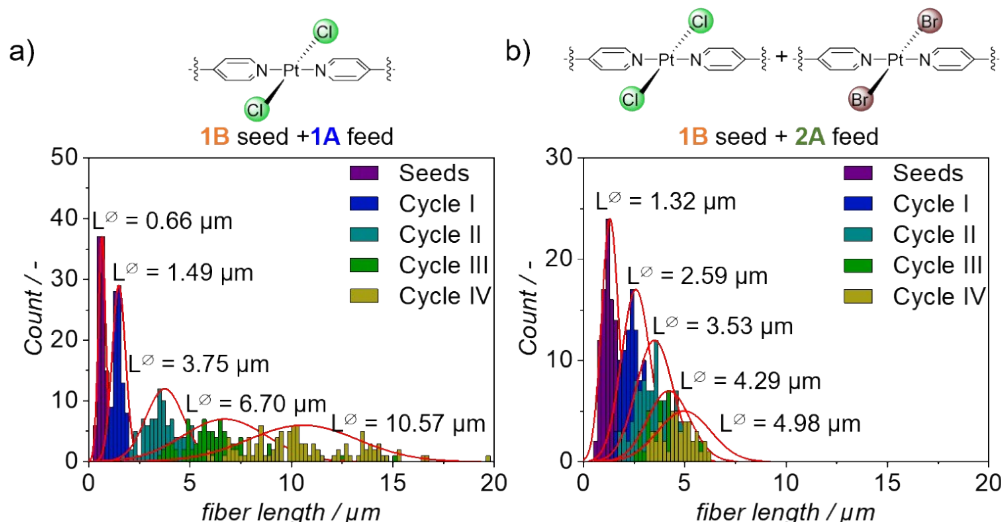 a)
Cl
N Pt N
Cl
1B seed +1A feed
50
40
30
20
10
0
Count / -
Seeds
Cycle I
Cycle II
Cycle III
Cycle IV
L∅ = 0.66 µm
L∅ = 1.49 µm
L∅ = 3.75 µm
L∅ = 6.70 µm
L∅ = 10.57 µm
0 5 10 15 20
fiber length / µm
b)
Cl Br
N Pt N + N Pt N
Cl Br
1B seed + 2A feed
30
20
10
0
Count / -
Seeds
Cycle I
Cycle II
Cycle III
Cycle IV
L∅ = 1.32 µm
L∅ = 2.59 µm
L∅ = 3.53 µm
L∅ = 4.29 µm
L∅ = 4.98 µm
0 5 10 15 20
fiber length / µm